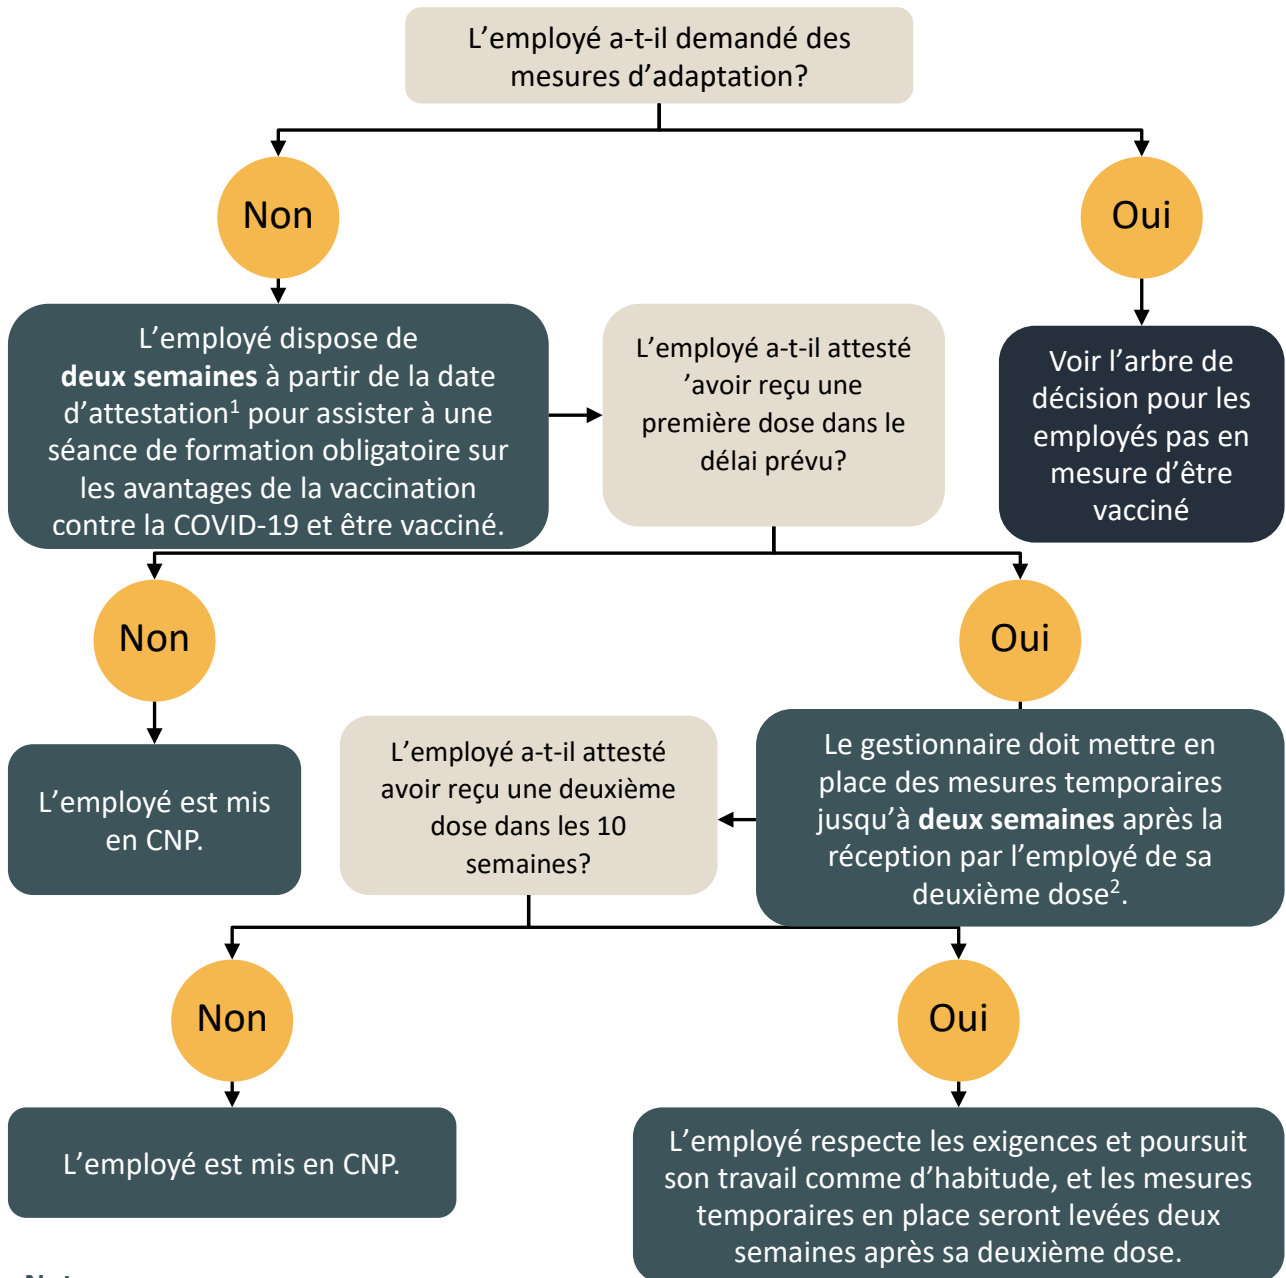 L’employé a-t-il demandé des
mesures d’adaptation?
Non
Oui
L’employé dispose de
deux semaines à partir de la date
d’attestation1 pour assister à une
séance de formation obligatoire sur
les avantages de la vaccination
contre la COVID-19 et être vacciné.
L’employé a-t-il attesté
’avoir reçu une
première dose dans le
délai prévu?
Voir l’arbre de
décision pour les
employés pas en
mesure d’être
vacciné
Non
Oui
L’employé est mis
en CNP.
L’employé a-t-il attesté
avoir reçu une deuxième
dose dans les 10
semaines?
Le gestionnaire doit mettre en
place des mesures temporaires
jusqu’à deux semaines après la
réception par l’employé de sa
deuxième dose2.
Non
Oui
L’employé est mis en CNP.
L’employé respecte les exigences et poursuit
son travail comme d’habitude, et les mesures
temporaires en place seront levées deux
semaines après sa deuxième dose.